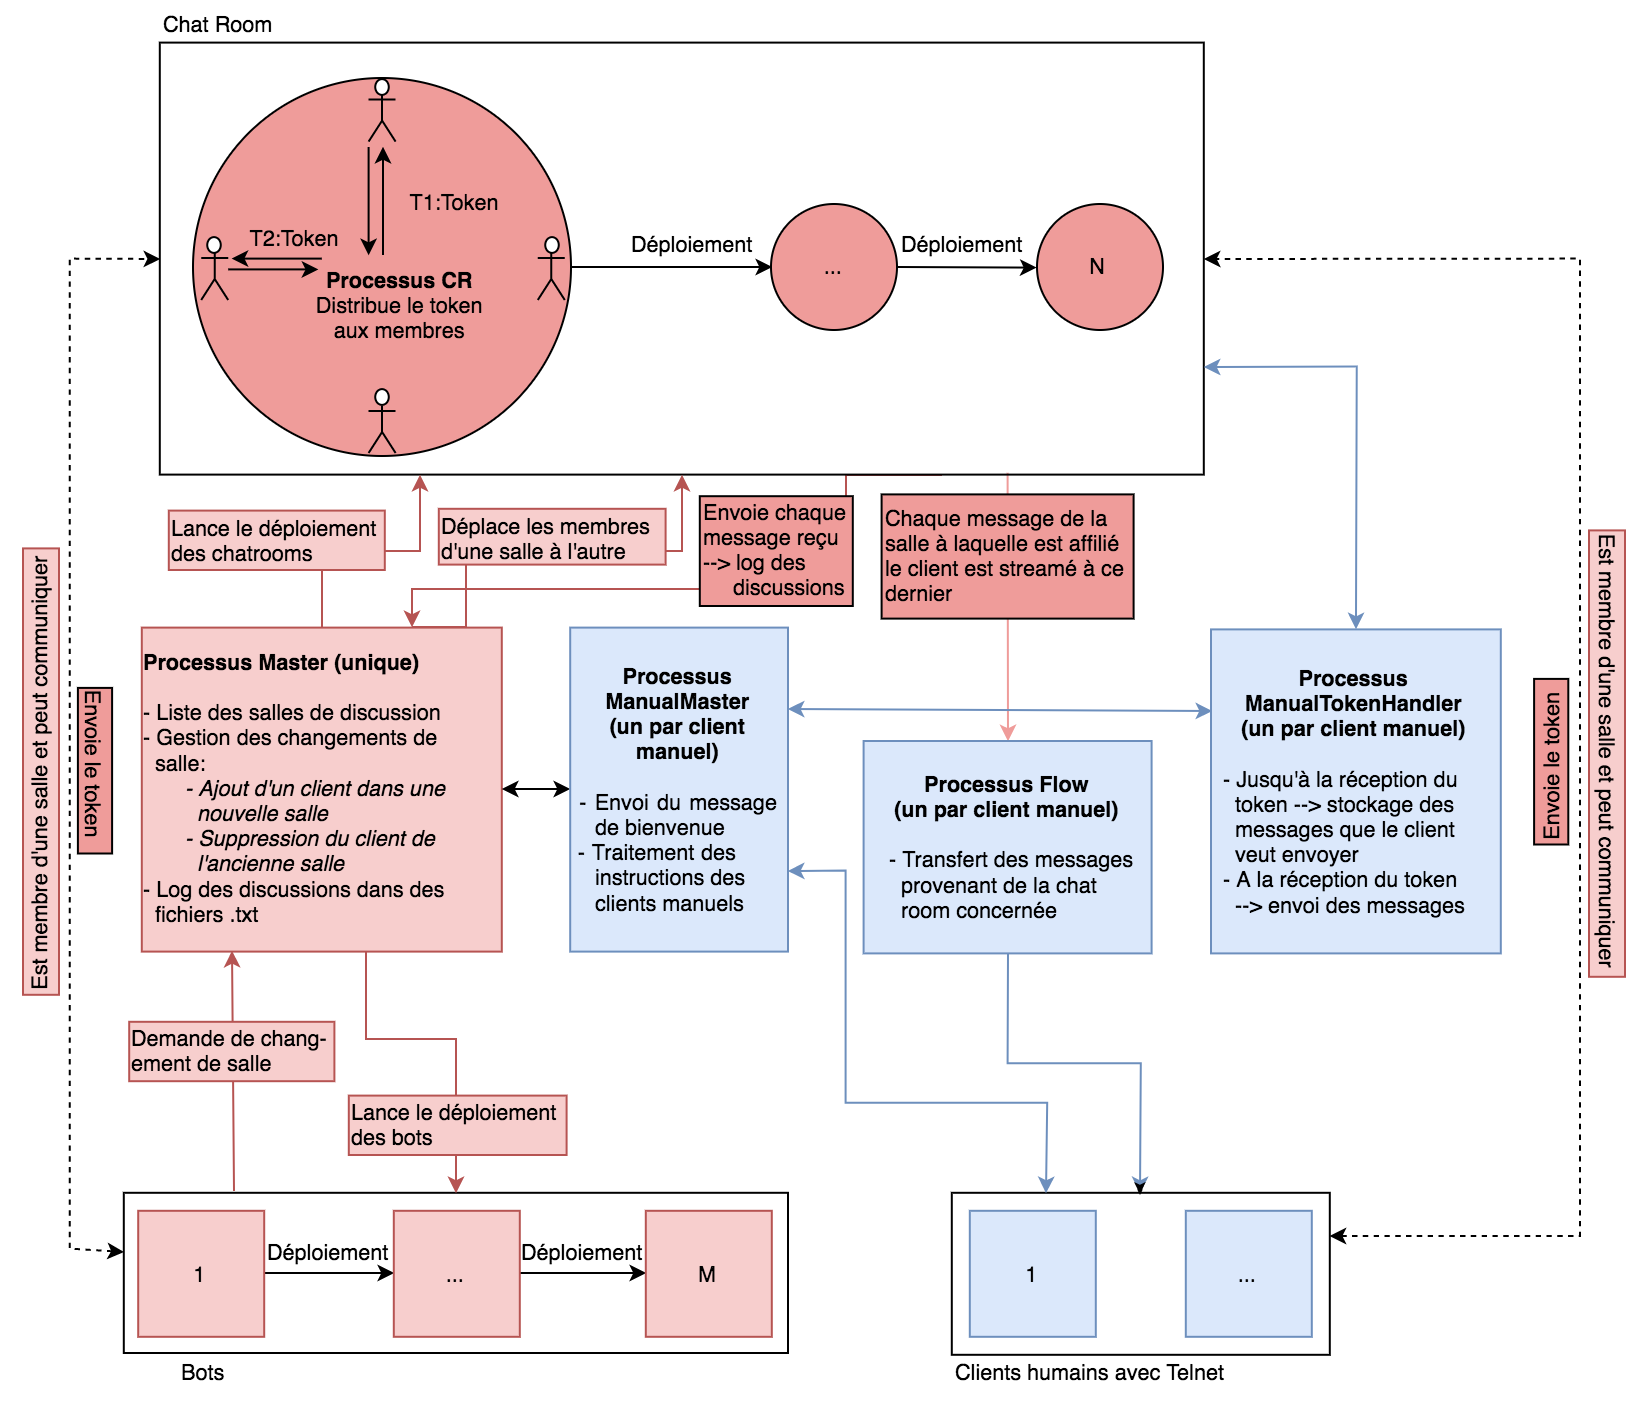 Chat Room
T1:Token
T2:Token
Processus CR
Distribue le token
aux membres
Déploiement
...
Déploiement
N
Lance le déploiement
des chatrooms
Déplace les membres
d'une salle à l'autre
Envoie chaque
message reçu
--> log des
discussions
Chaque message de la
salle à laquelle est affilié
le client est streamé à ce
dernier
Est membre d'une salle et peut communiquer
Envoie le token
Processus Master (unique)
- Liste des salles de discussion
- Gestion des changements de
salle:
- Ajout d'un client dans une
nouvelle salle
- Suppression du client de
l'ancienne salle
- Log des discussions dans des
fichiers .txt
Processus
ManualMaster
(un par client
manuel)
- Envoi du message
de bienvenue
- Traitement des
instructions des
clients manuels
Processus Flow
(un par client manuel)
- Transfert des messages
provenant de la chat
room concernée
Processus
ManualTokenHandler
(un par client manuel)
- Jusqu'à la réception du
token --> stockage des
messages que le client
veut envoyer
- A la réception du token
--> envoi des messages
Envoie le token
Est membre d'une salle et peut communiquer
Demande de chang-
ement de salle
Lance le déploiement
des bots
1
Déploiement
...
Déploiement
M
Bots
1
...
Clients humains avec Telnet